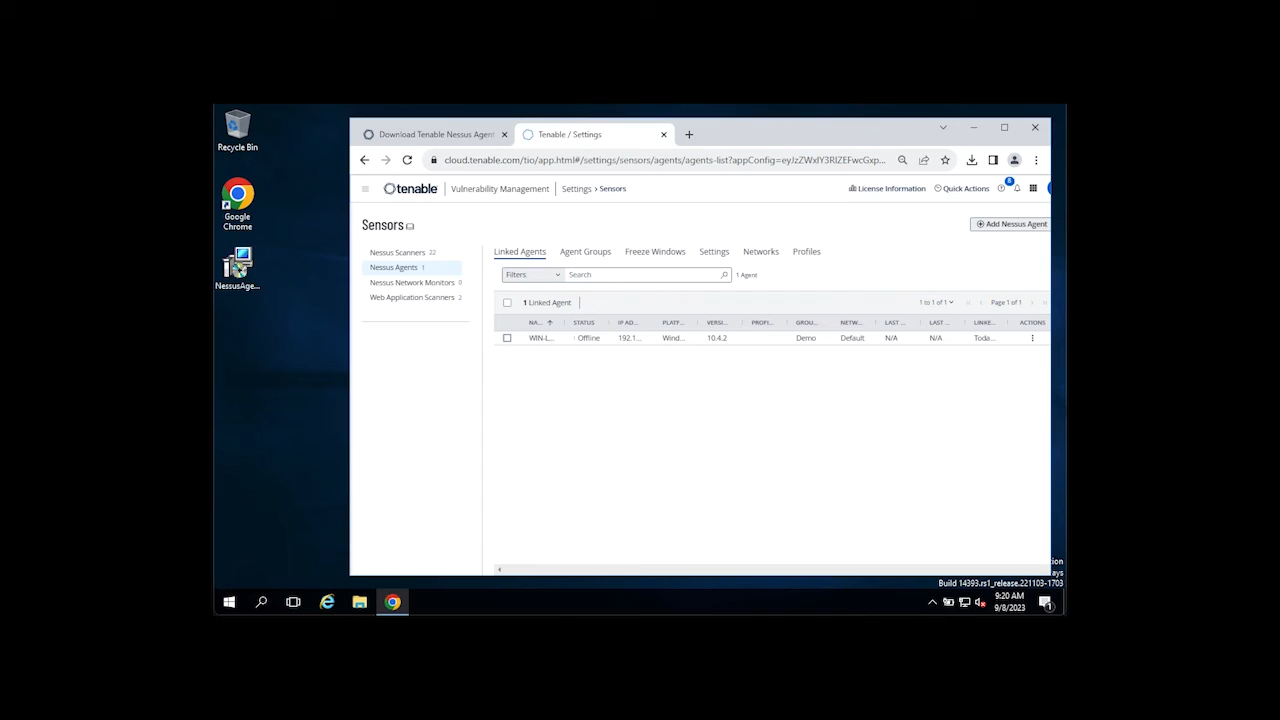 Recycle Bin
Google
Chrome
NessusAge...
Download Tenable Nessus Agent
Tenable / Settings
cloud.tenable.com/tio/app.html#/settings/sensors/agents/agents-list?appConfig=eyJzZWxlY3RlZEFwcGxp...
tenable Vulnerability Management Settings > Sensors License Information Quick Actions 8
Sensors
Add Nessus Agent
Nessus Scanners 22
Nessus Agents 1
Nessus Network Monitors 0
Web Application Scanners 2
Linked Agents Agent Groups Freeze Windows Settings Networks Profiles
Filters Search 1 Agent
1 Linked Agent 1 to 1 of 1 Page 1 of 1
NA... STATUS IP AD... PLATF... VERSI... PROFI... GROU... NETW... LAST ... LAST ... LINKE... ACTIONS
WIN-L... Offline 192.1... Wind... 10.4.2 Demo Default N/A N/A Toda...
tion
ays
Build 14393.rs1_release.221103-1703
9:20 AM
9/8/2023
1